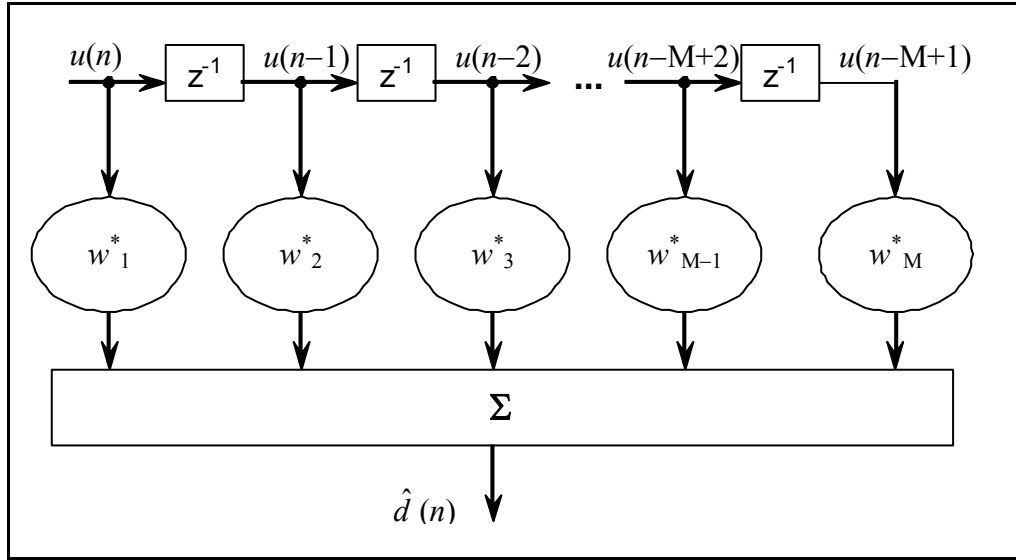 u(n) z⁻¹ u(n–1) z⁻¹ u(n–2) ... u(n–M+2) z⁻¹ u(n–M+1)
w*₁ w*₂ w*₃ w*M–1 w*M
Σ
d̂ (n)